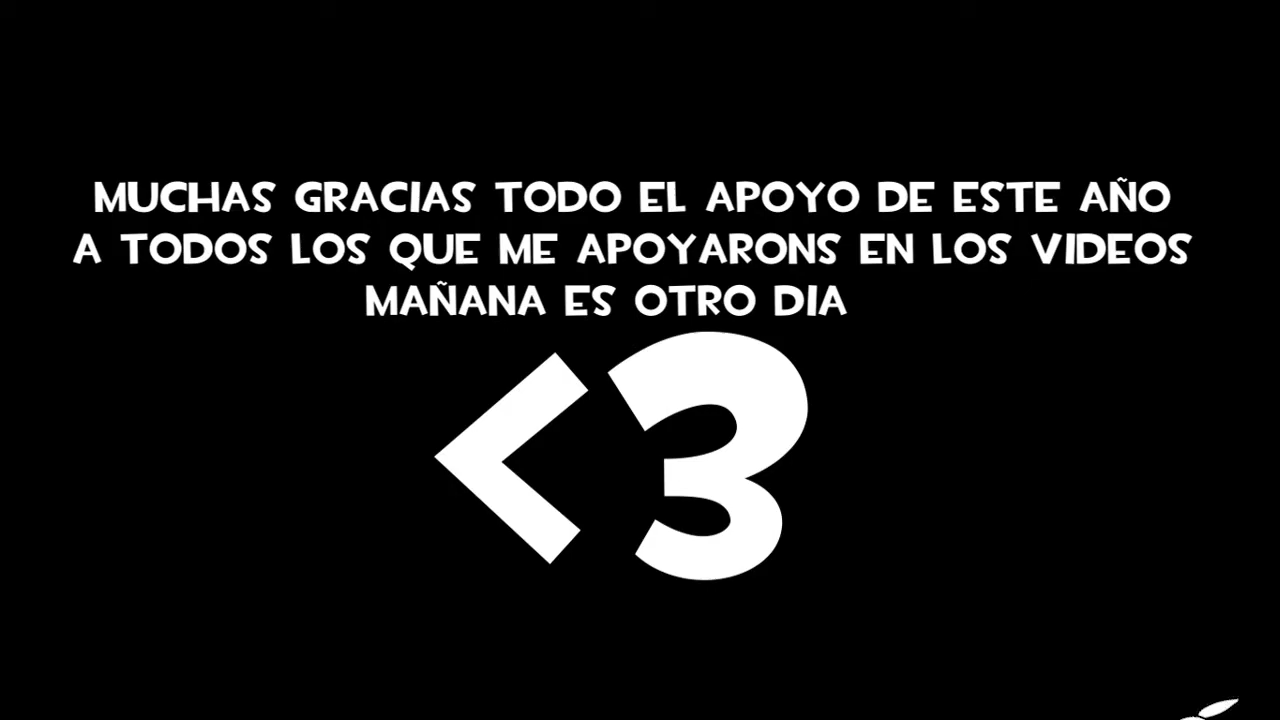 MUCHAS GRACIAS TODO EL APOYO DE ESTE AÑO
A TODOS LOS QUE ME APOYARONS EN LOS VIDEOS
MAÑANA ES OTRO DIA
<3